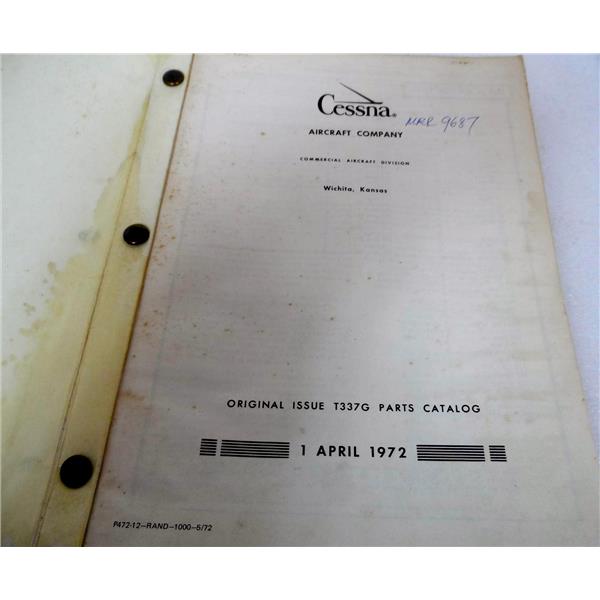 Cessna®
MRR 9687
AIRCRAFT COMPANY
COMMERCIAL AIRCRAFT DIVISION
Wichita, Kansas
ORIGINAL ISSUE T337G PARTS CATALOG
1 APRIL 1972
P472-12—RAND—1000—5/72